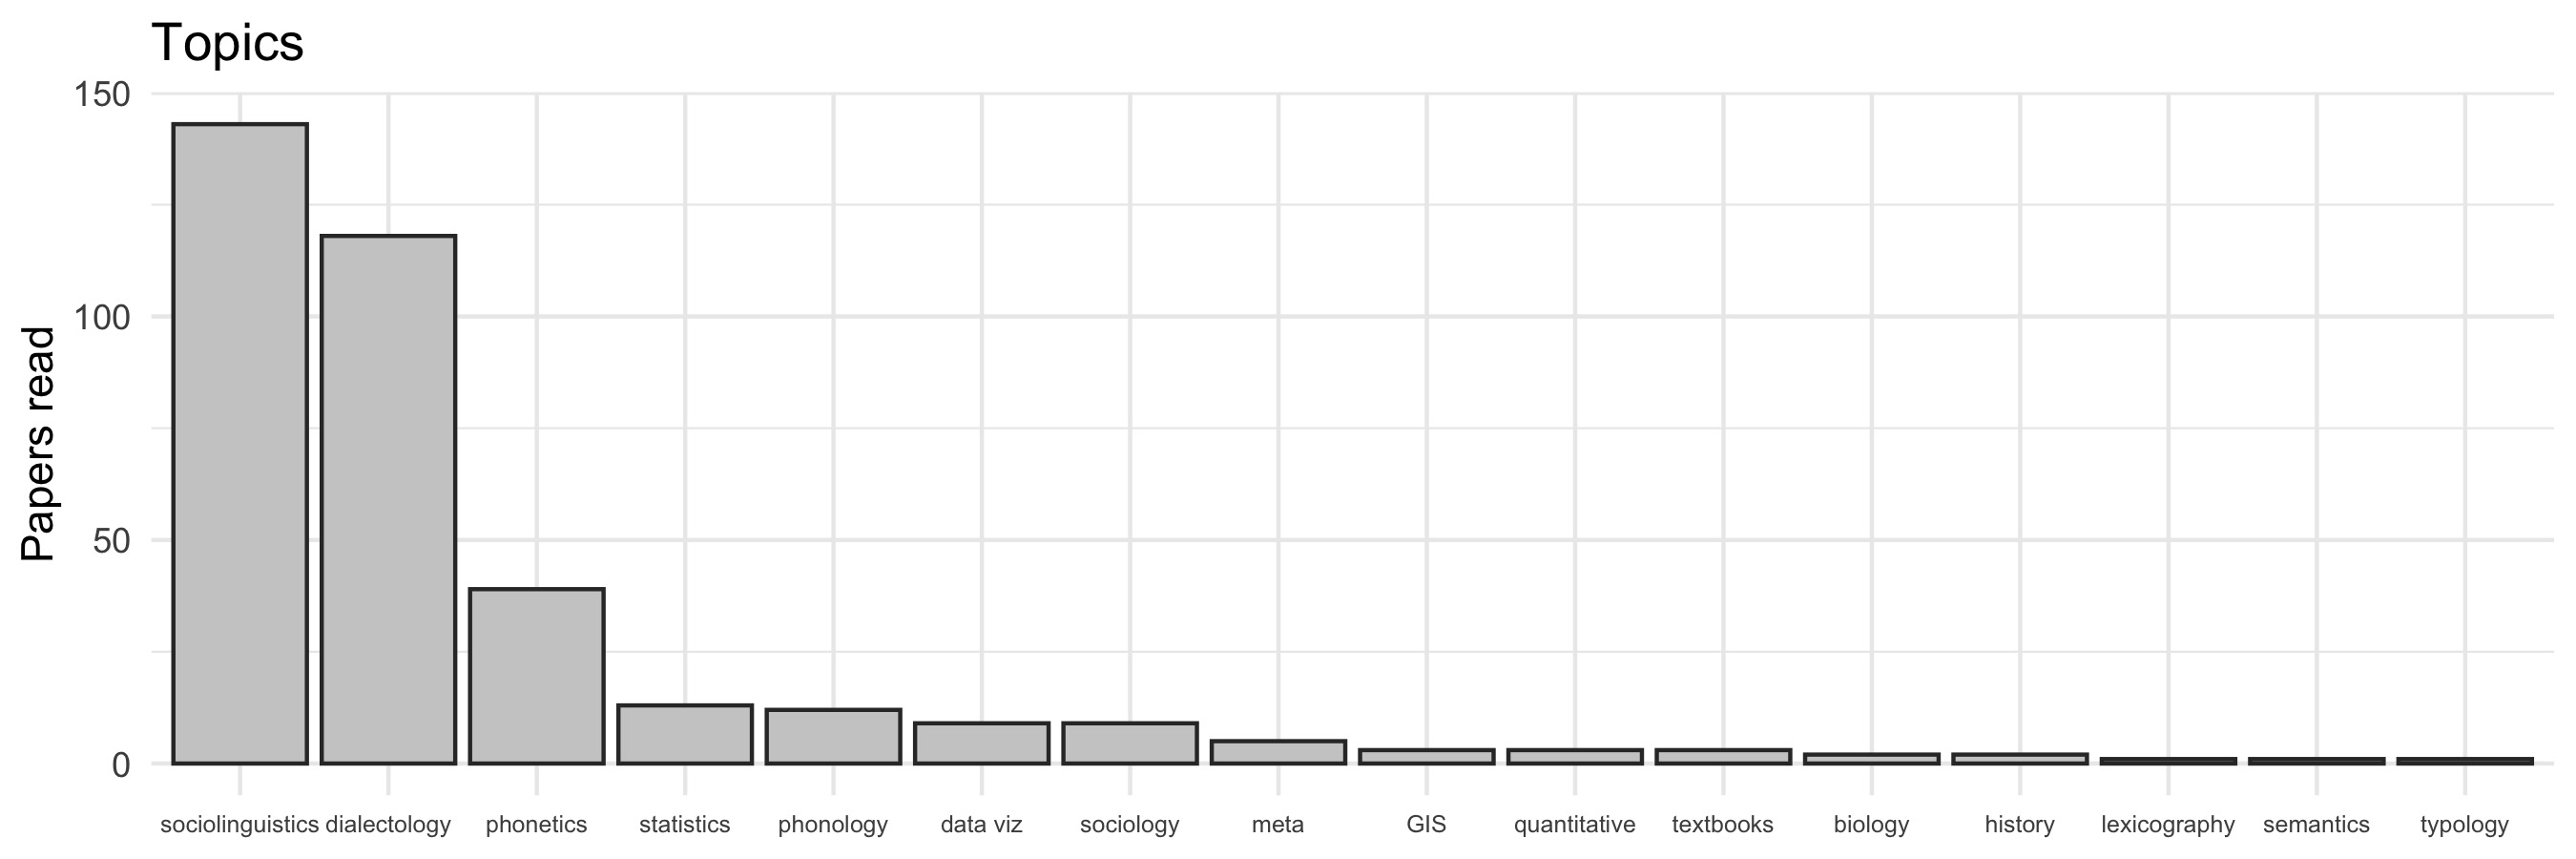 Topics
150
100
50
0
Papers read
sociolinguistics dialectology phonetics statistics phonology data viz sociology meta GIS quantitative textbooks biology history lexicography semantics typology